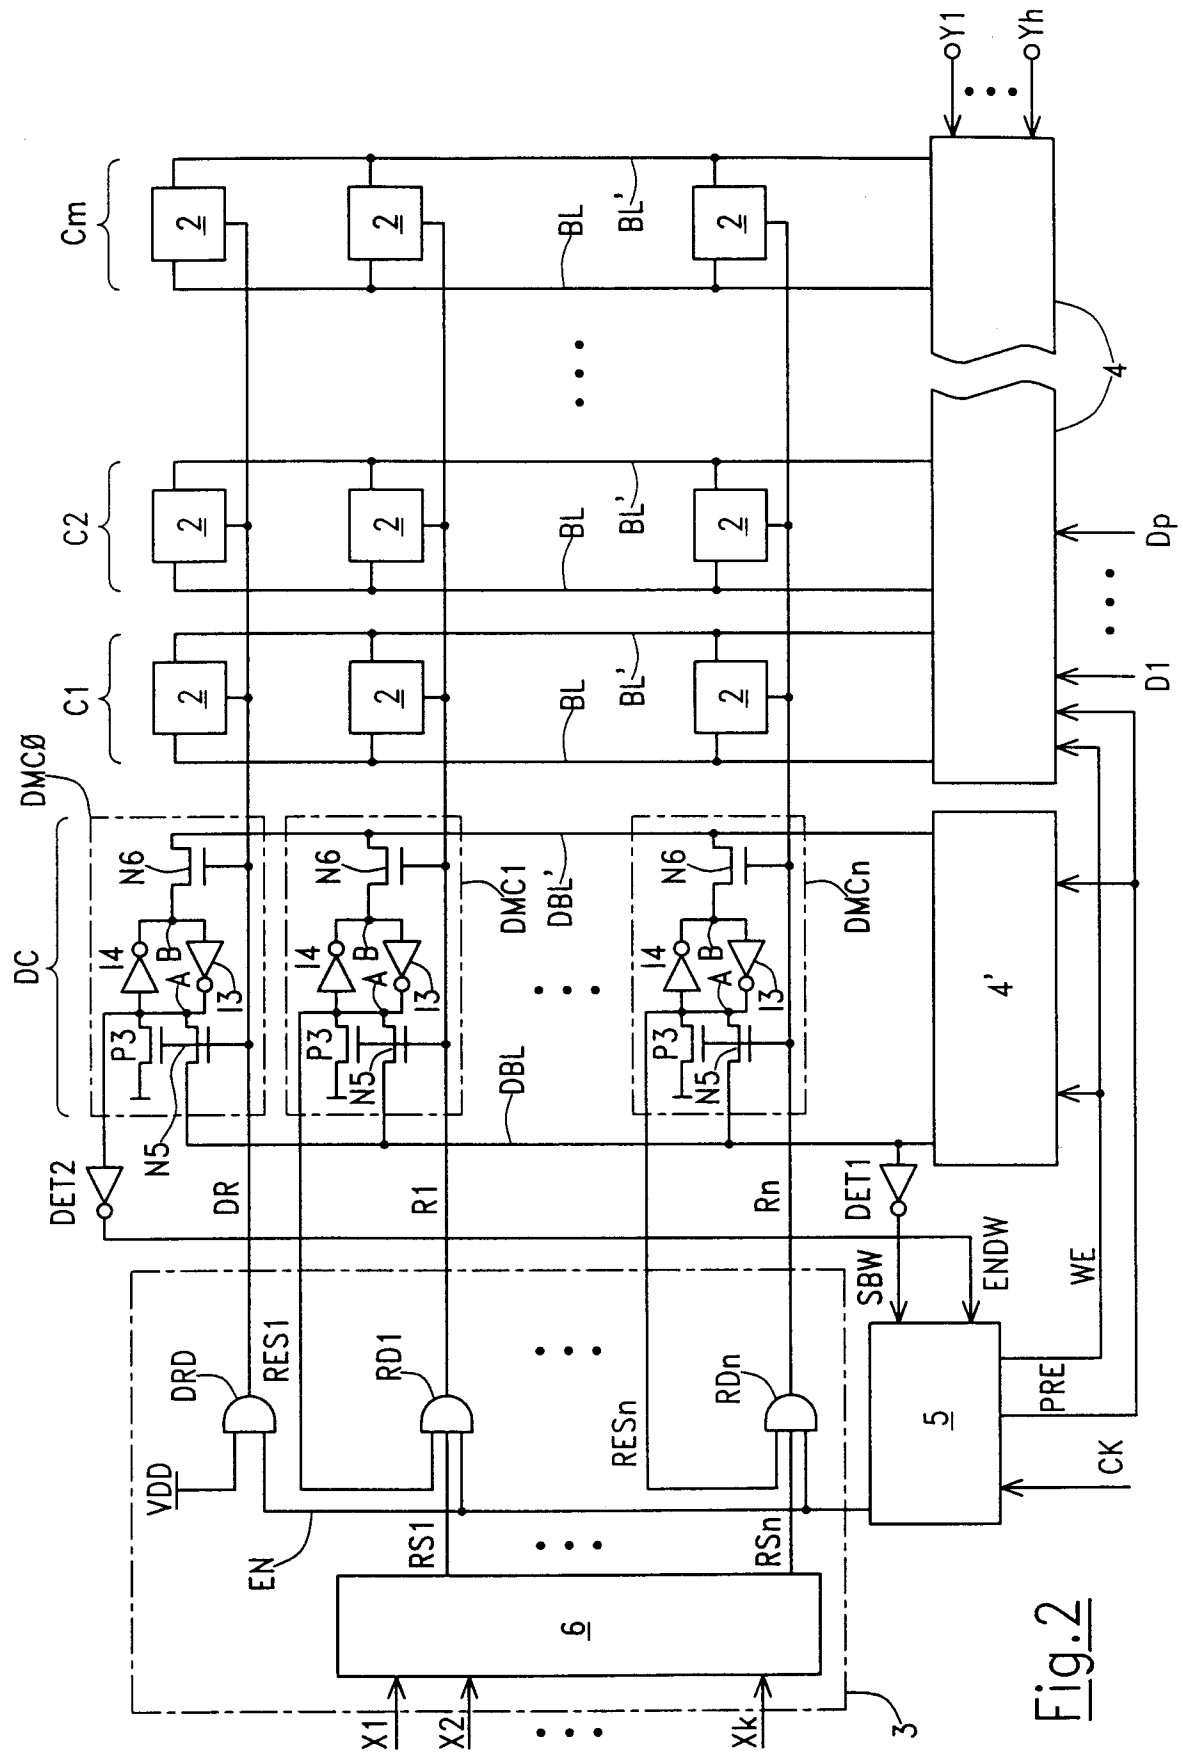 DC
C1
C2
Cm
DMCØ
DET2
N5
P3
I4
A
B
I3
N6
2
2
2
DR
VDD
DRD
RES1
P3
N5
I4
A
B
I3
N6
DMC1
2
2
2
R1
RD1
EN
RS1
DBL
DBL'
BL
BL'
BL
BL'
BL
BL'
X1
X2
Xk
6
RESn
RDn
RSn
Rn
P3
N5
I4
A
B
I3
N6
DMCn
2
2
2
3
DET1
SBW
ENDW
5
CK
PRE
WE
4'
4
D1
Dp
Y1
Yh
Fig.2